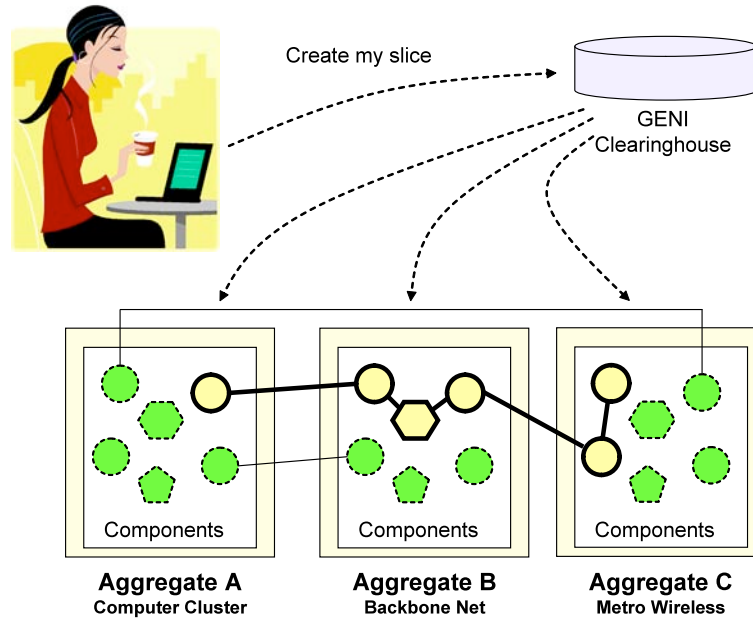 Create my slice
GENI
Clearinghouse
Components
Components
Components
Aggregate A
Computer Cluster
Aggregate B
Backbone Net
Aggregate C
Metro Wireless